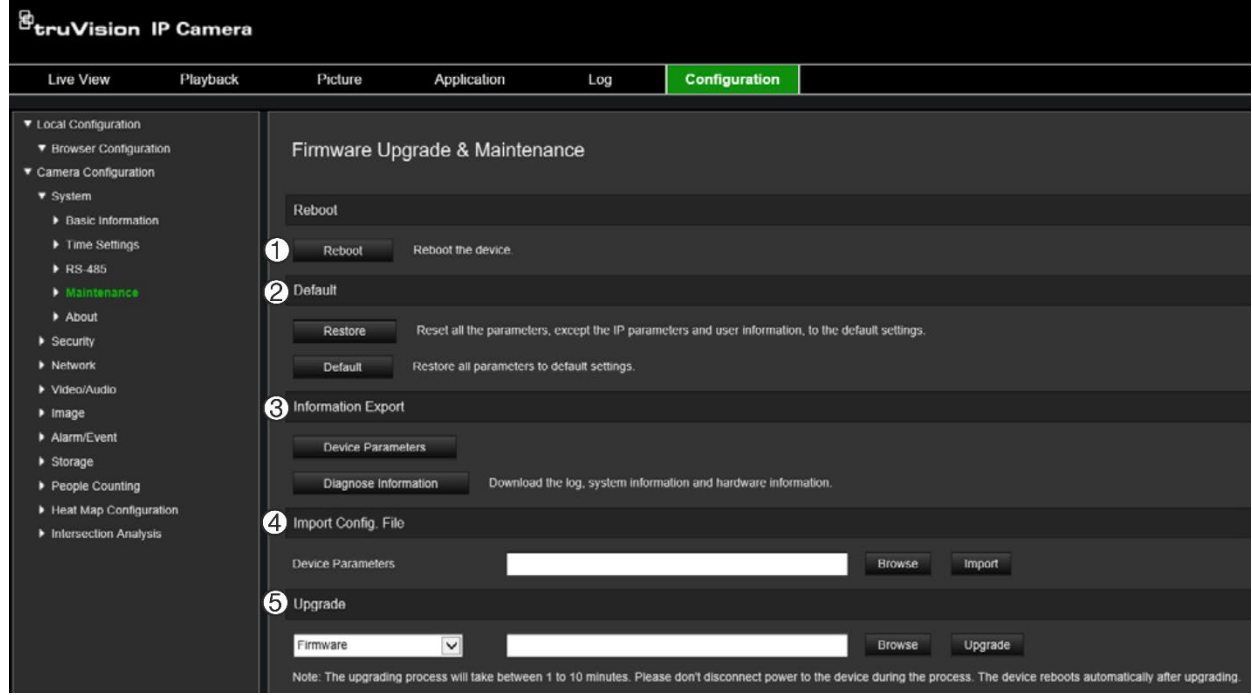 truVision IP Camera
Live View Playback Picture Application Log Configuration
Local Configuration
Browser Configuration
Camera Configuration
System
Basic Information
Time Settings
RS-485
Maintenance
About
Security
Network
Video/Audio
Image
Alarm/Event
Storage
People Counting
Heat Map Configuration
Intersection Analysis
Firmware Upgrade & Maintenance
Reboot
1 Reboot Reboot the device.
2 Default
Restore Reset all the parameters, except the IP parameters and user information, to the default settings.
Default Restore all parameters to default settings.
3 Information Export
Device Parameters
Diagnose Information Download the log, system information and hardware information.
4 Import Config. File
Device Parameters Browse Import
5 Upgrade
Firmware Browse Upgrade
Note: The upgrading process will take between 1 to 10 minutes. Please don't disconnect power to the device during the process. The device reboots automatically after upgrading.